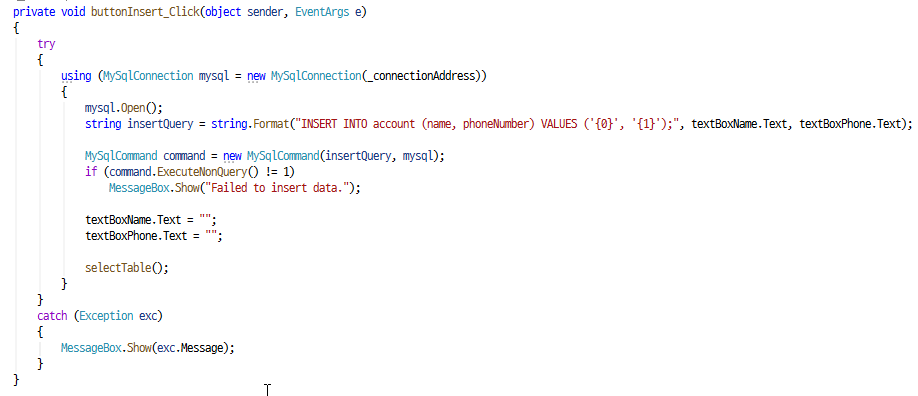 private void buttonInsert_Click(object sender, EventArgs e)
{
    try
    {
        using (MySqlConnection mysql = new MySqlConnection(_connectionAddress))
        {
            mysql.Open();
            string insertQuery = string.Format("INSERT INTO account (name, phoneNumber) VALUES ('{0}', '{1}');", textBoxName.Text, textBoxPhone.Text);

            MySqlCommand command = new MySqlCommand(insertQuery, mysql);
            if (command.ExecuteNonQuery() != 1)
                MessageBox.Show("Failed to insert data.");

            textBoxName.Text = "";
            textBoxPhone.Text = "";

            selectTable();
        }
    }
    catch (Exception exc)
    {
        MessageBox.Show(exc.Message);
    }
}